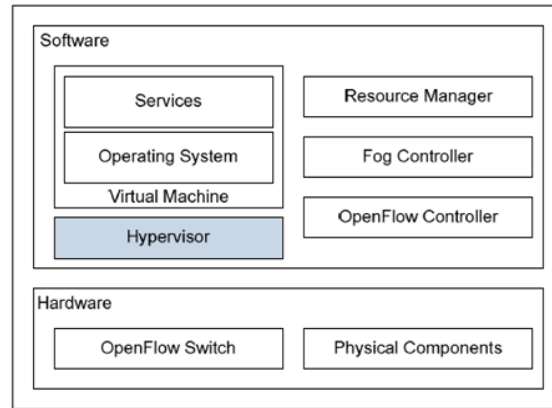 Software
Services
Operating System
Virtual Machine
Hypervisor
Resource Manager
Fog Controller
OpenFlow Controller
Hardware
OpenFlow Switch
Physical Components